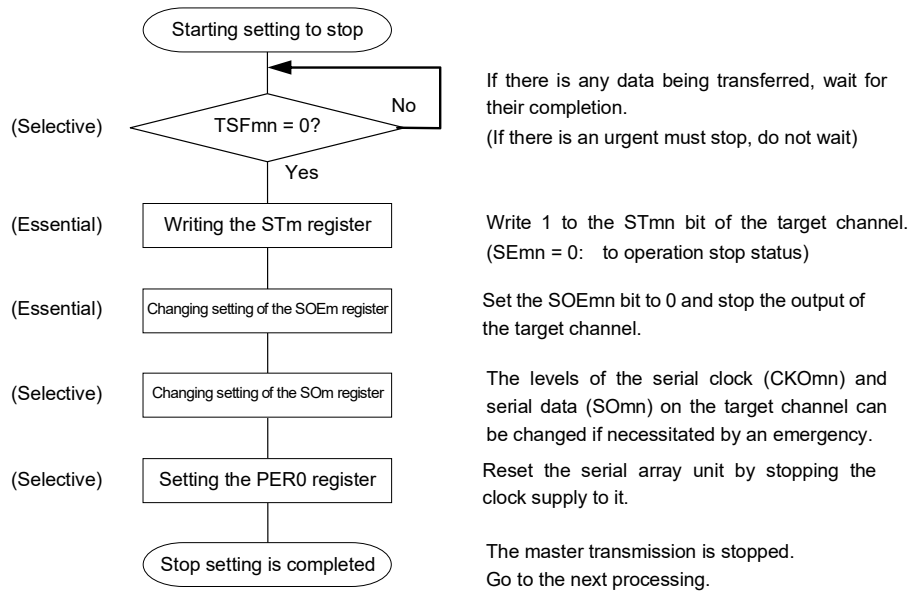 Starting setting to stop
No
If there is any data being transferred, wait for
their completion.
(If there is an urgent must stop, do not wait)
(Selective)
TSFmn = 0?
Yes
(Essential)
Writing the STm register
Write 1 to the STmn bit of the target channel.
(SEmn = 0: to operation stop status)
(Essential)
Changing setting of the SOEm register
Set the SOEmn bit to 0 and stop the output of
the target channel.
(Selective)
Changing setting of the SOm register
The levels of the serial clock (CKOmn) and
serial data (SOmn) on the target channel can
be changed if necessitated by an emergency.
(Selective)
Setting the PER0 register
Reset the serial array unit by stopping the
clock supply to it.
Stop setting is completed
The master transmission is stopped.
Go to the next processing.